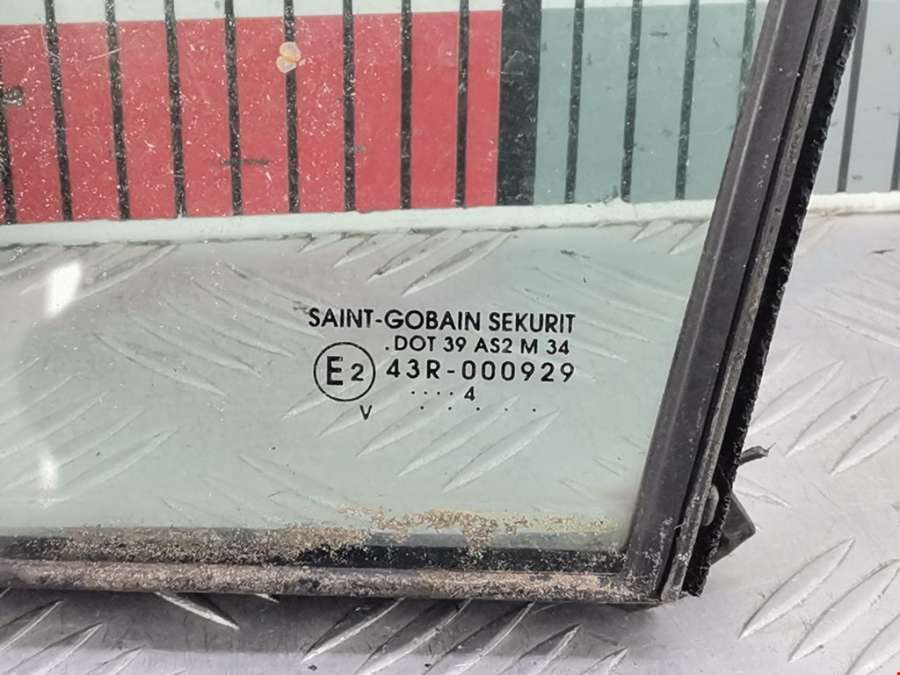 SAINT-GOBAIN SEKURIT
.DOT 39 AS2 M 34
E2 43R-000929
....4
V . . . . .